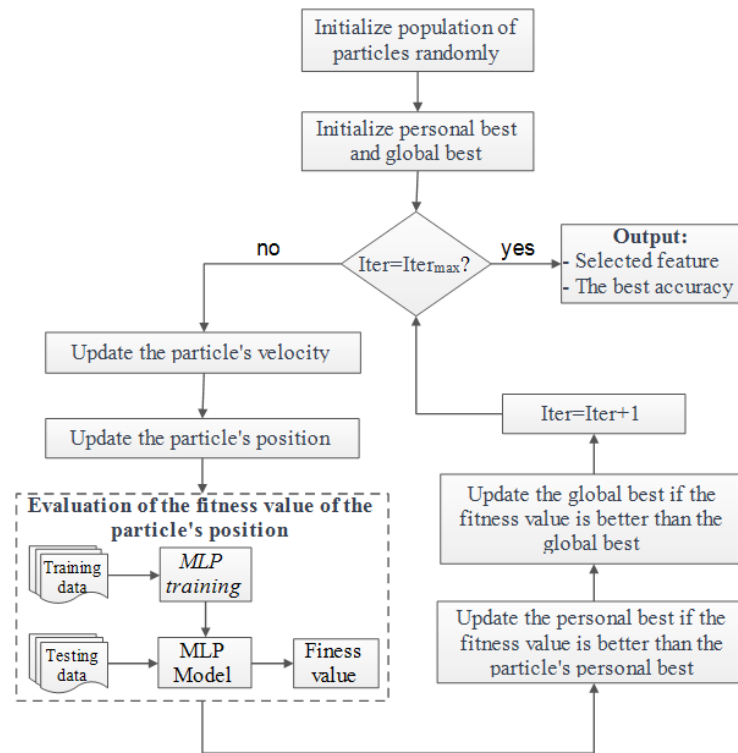 Initialize population of
particles randomly
Initialize personal best
and global best
no
Iter=Itermax?
yes
Output:
- Selected feature
- The best accuracy
Update the particle's velocity
Update the particle's position
Evaluation of the fitness value of the
particle's position
Training
data
MLP
training
Testing
data
MLP
Model
Finess
value
Iter=Iter+1
Update the global best if the
fitness value is better than the
global best
Update the personal best if the
fitness value is better than the
particle's personal best